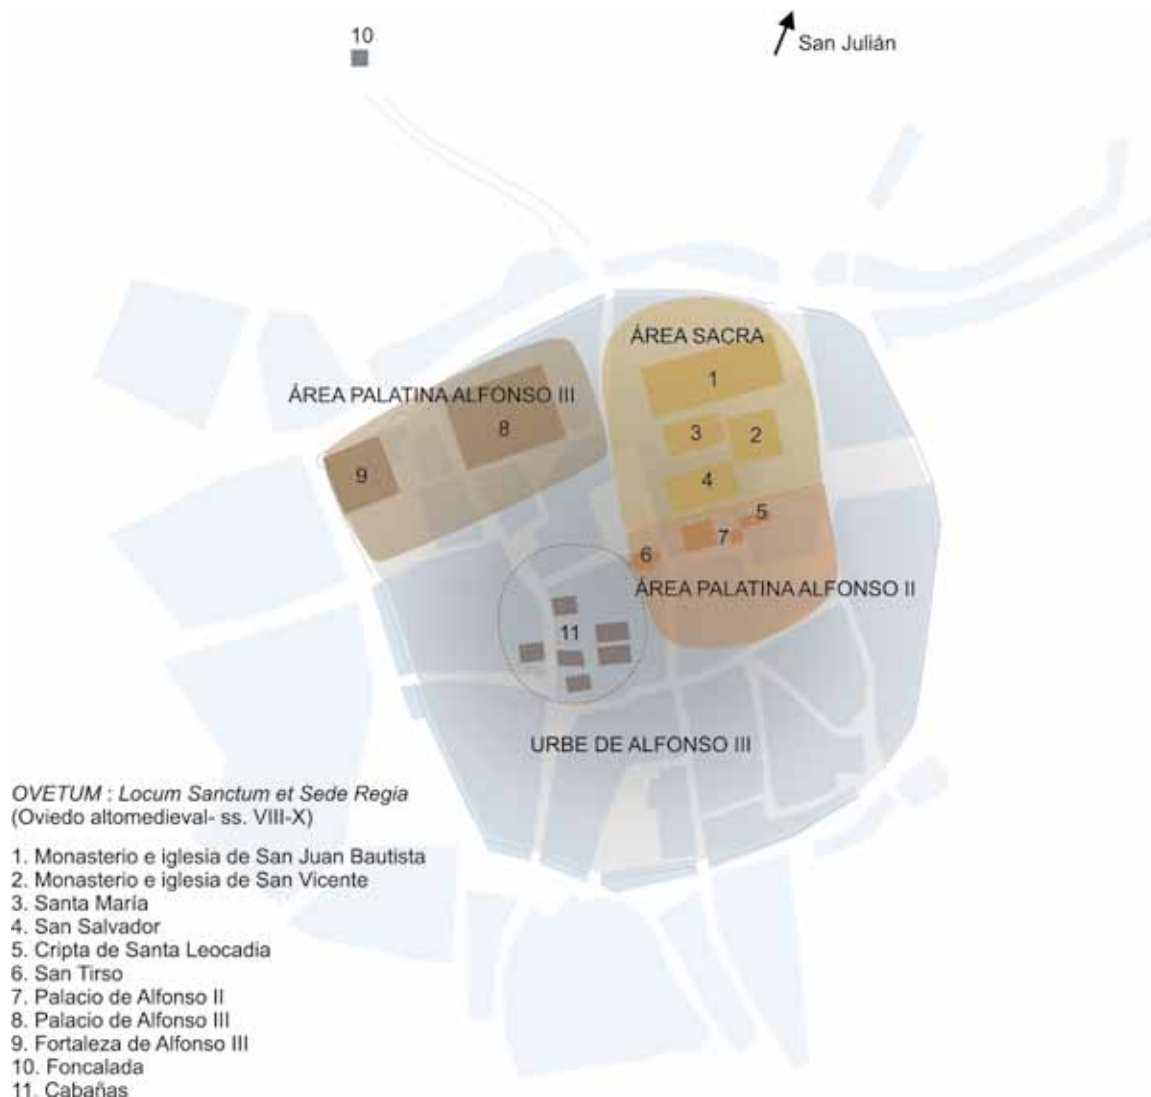 10
San Julián
ÁREA SACRA
1
ÁREA PALATINA ALFONSO III
8
3
2
9
4
5
7
6
ÁREA PALATINA ALFONSO II
11
URBE DE ALFONSO III
OVETUM : Locum Sanctum et Sede Regia
(Oviedo altomedieval- ss. VIII-X)
1. Monasterio e iglesia de San Juan Bautista
2. Monasterio e iglesia de San Vicente
3. Santa María
4. San Salvador
5. Cripta de Santa Leocadia
6. San Tirso
7. Palacio de Alfonso II
8. Palacio de Alfonso III
9. Fortaleza de Alfonso III
10. Foncalada
11. Cabañas